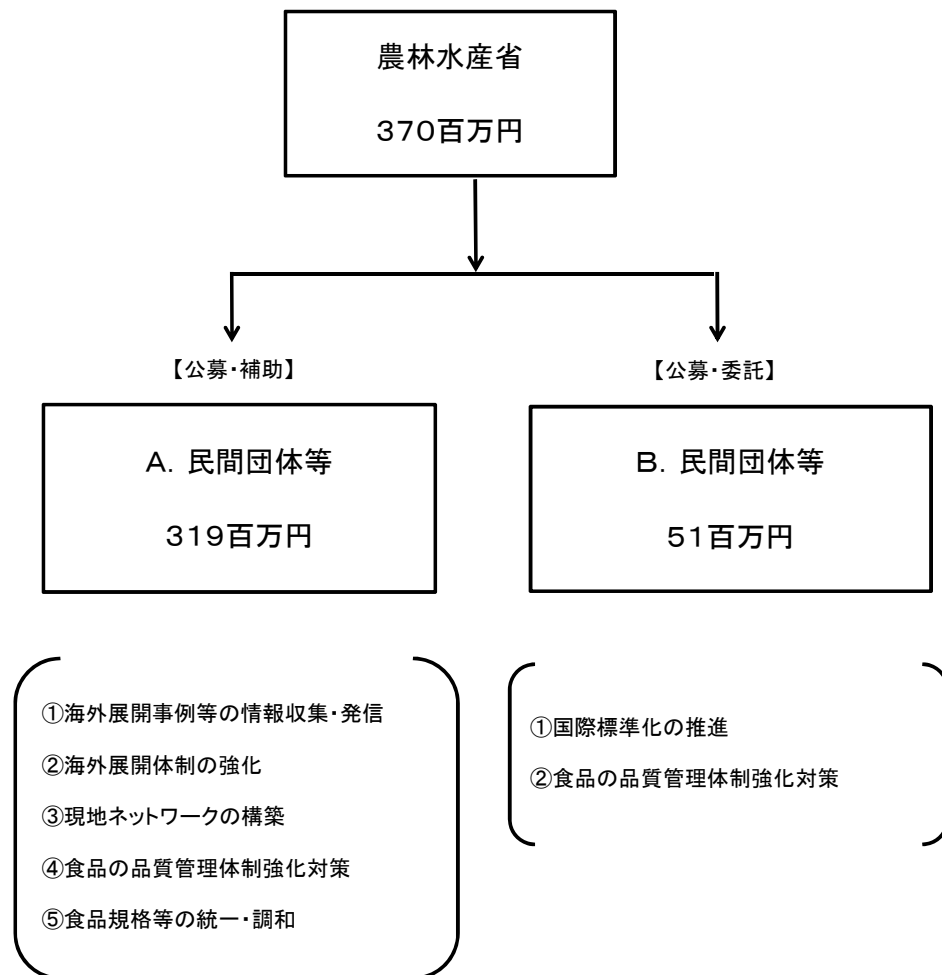 農林水産省
370百万円
【公募・補助】
A. 民間団体等
319百万円
①海外展開事例等の情報収集・発信
②海外展開体制の強化
③現地ネットワークの構築
④食品の品質管理体制強化対策
⑤食品規格等の統一・調和
【公募・委託】
B. 民間団体等
51百万円
①国際標準化の推進
②食品の品質管理体制強化対策